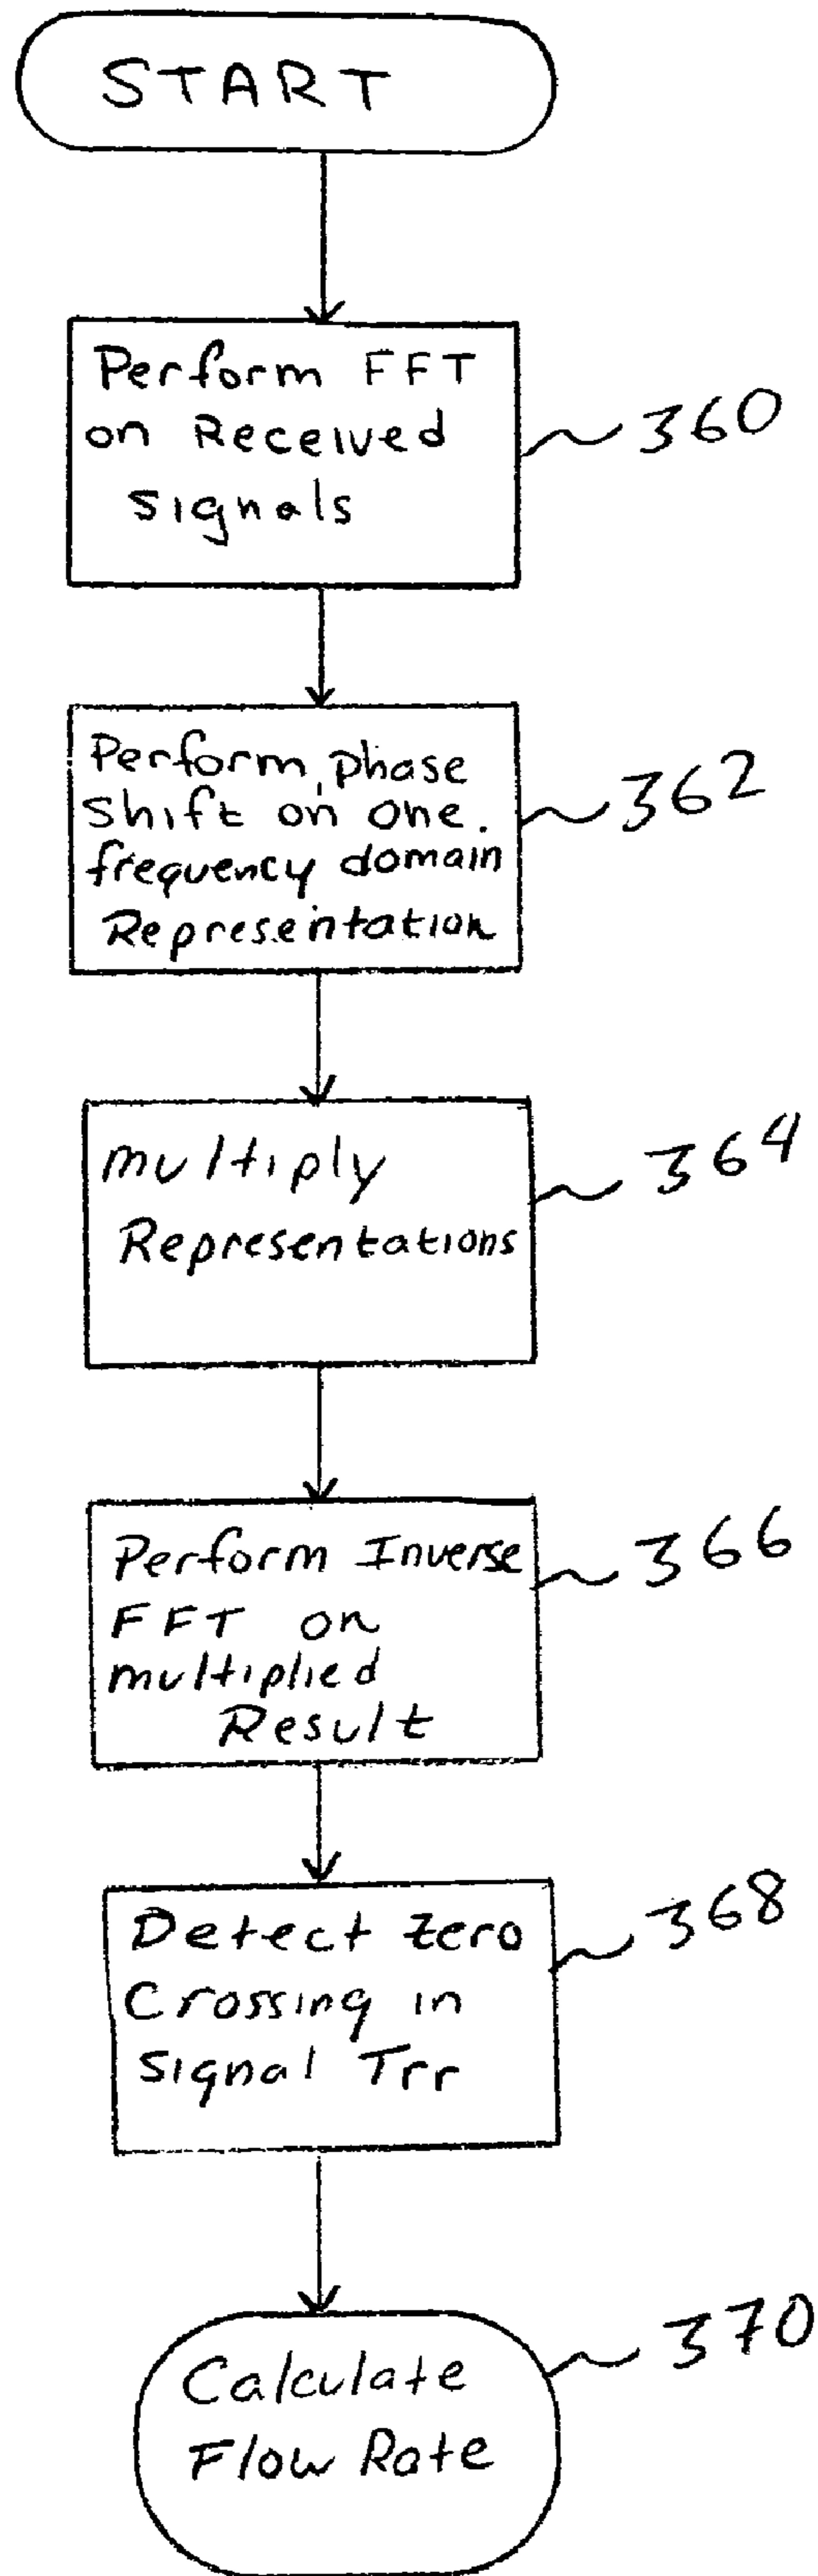 START
Perform FFT
on Received
signals
360
Perform phase
shift on one
frequency domain
Representation
362
multiply
Representations
364
Perform Inverse
FFT on
multiplied
Result
366
Detect zero
Crossing in
signal Trr
368
Calculate
Flow Rate
370